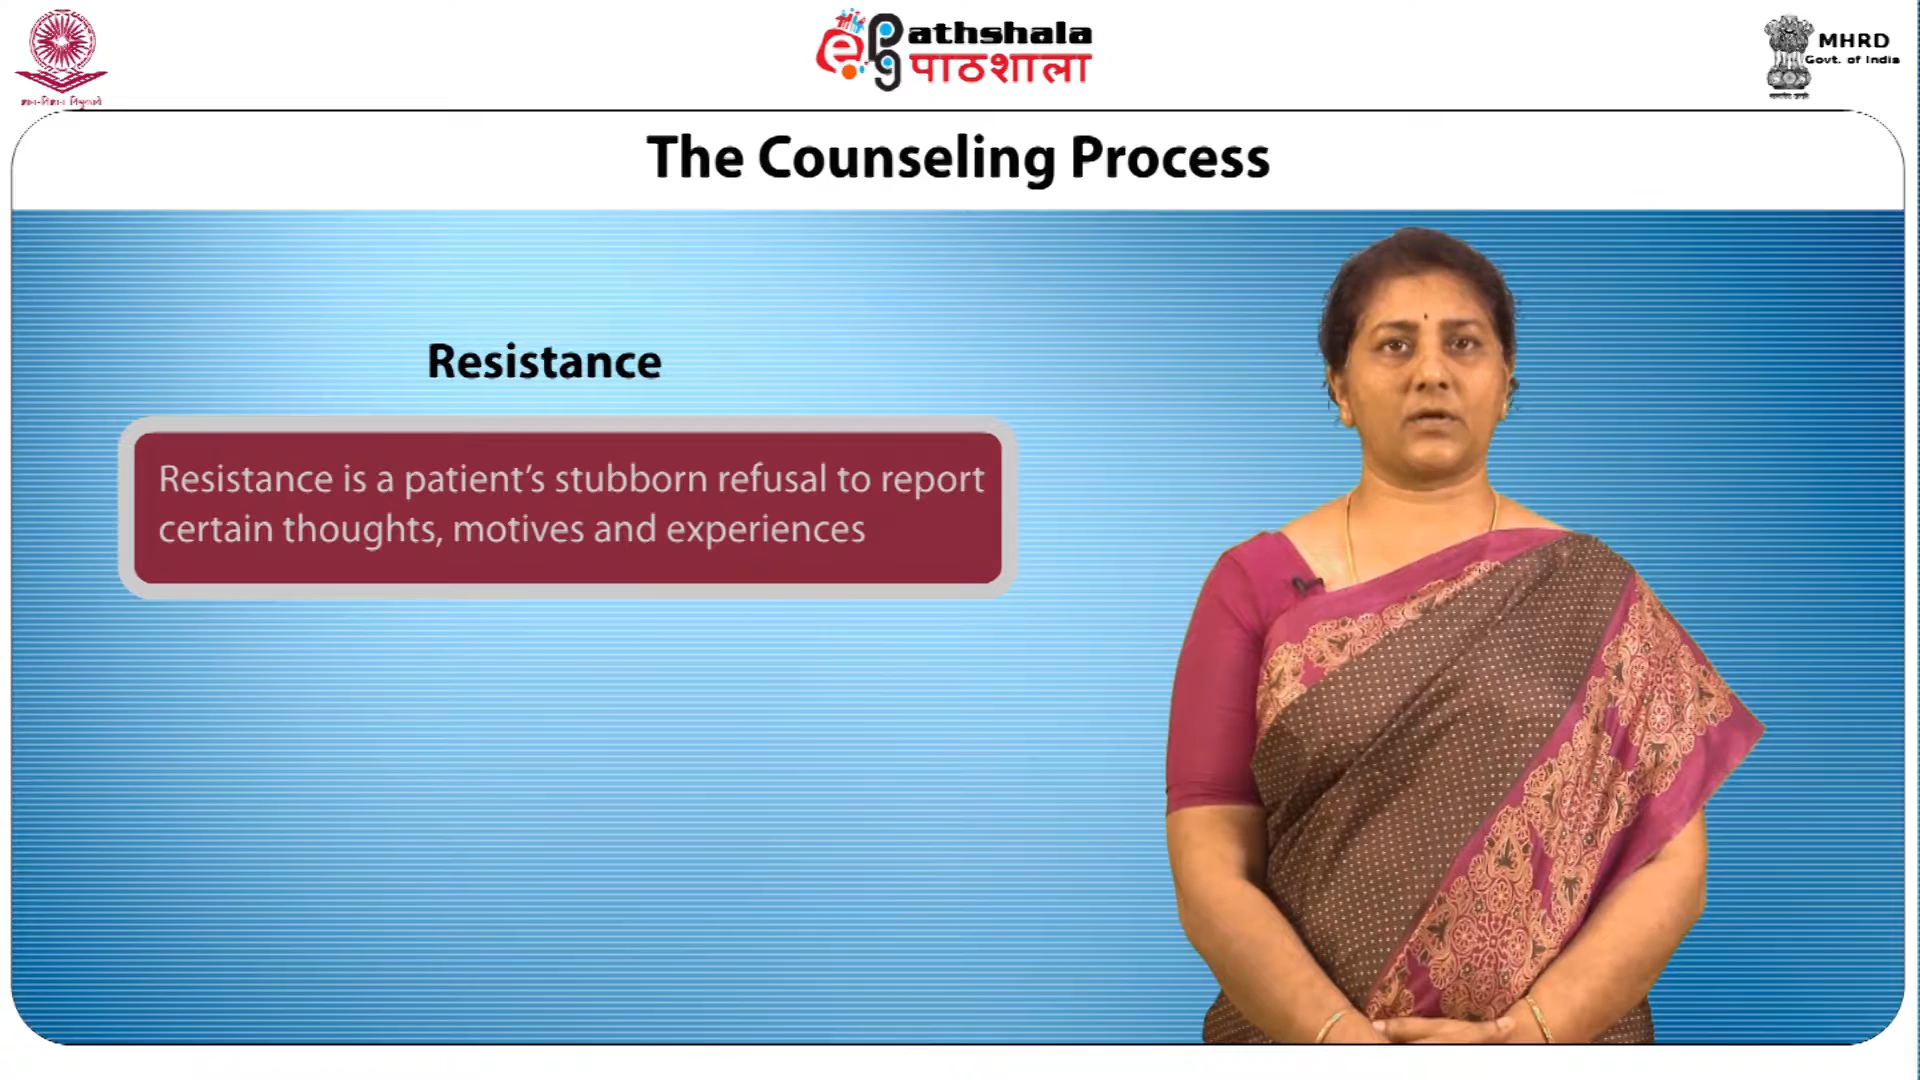 ePathshala
पाठशाला
MHRD
Govt. of India
The Counseling Process
Resistance
Resistance is a patient’s stubborn refusal to report
certain thoughts, motives and experiences